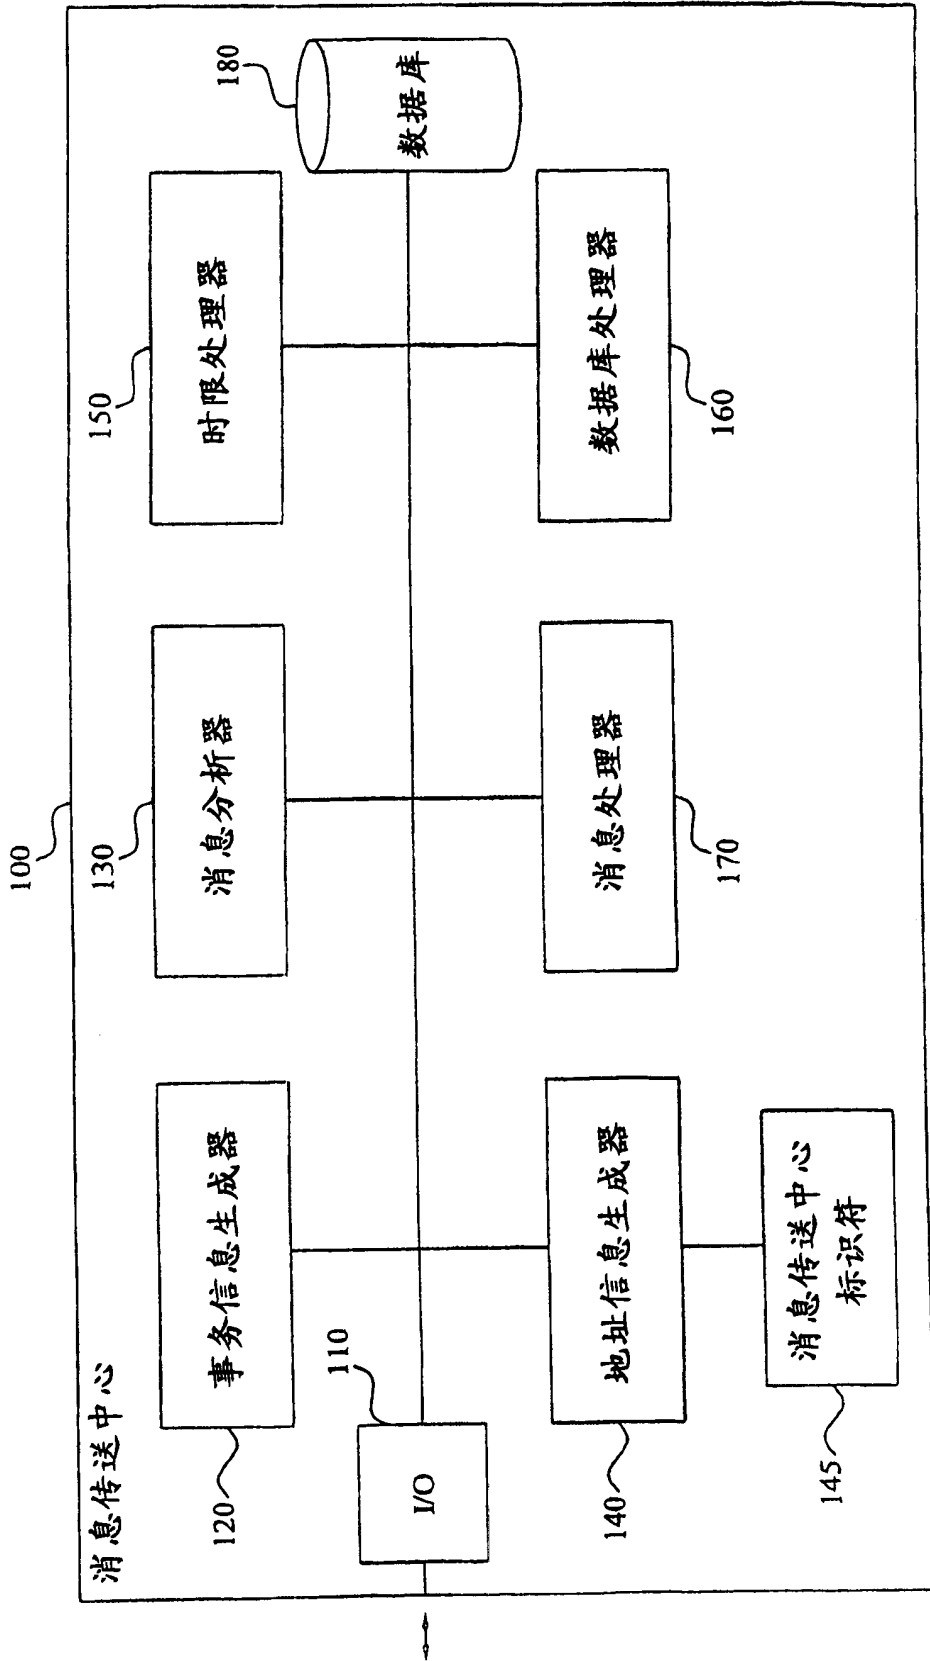 消息传送中心
100
120
事务信息生成器
130
消息分析器
150
时限处理器
110
I/O
180
数据库
140
地址信息生成器
170
消息处理器
160
数据库处理器
145
消息传送中心
标识符